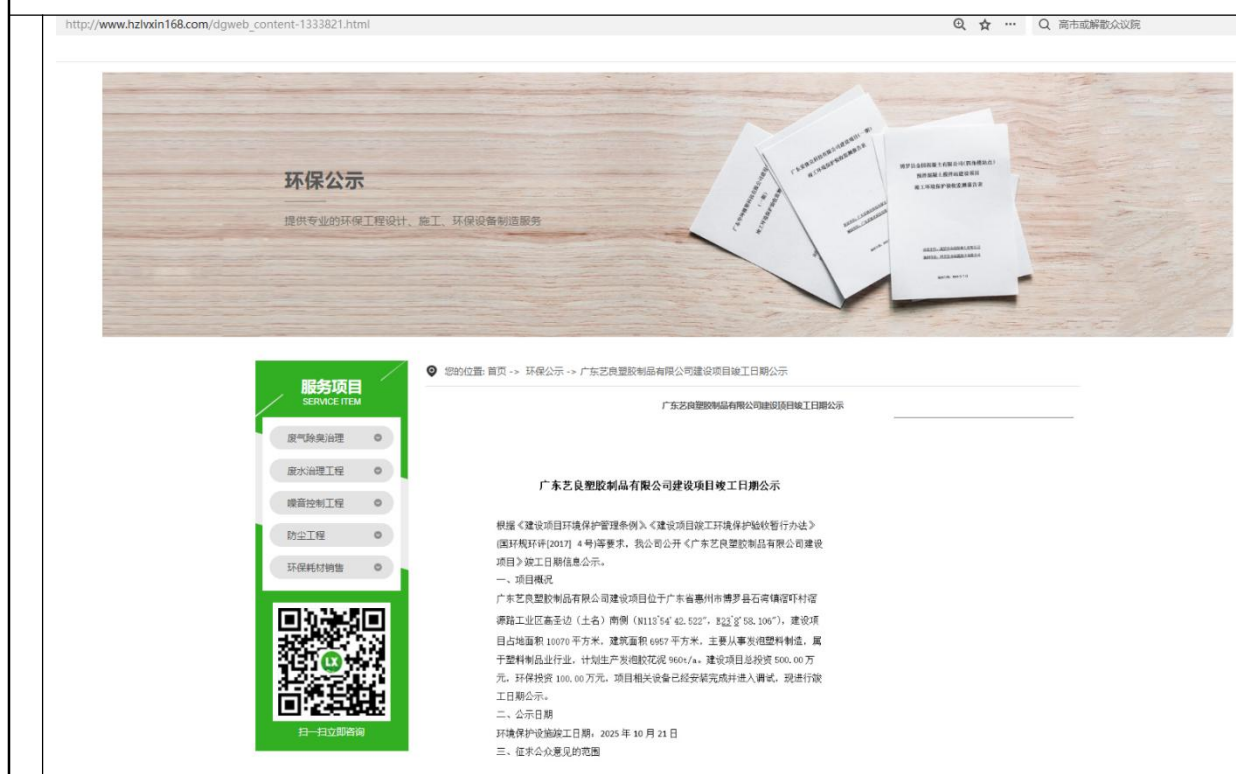 http://www.hzlvxin168.com/dgweb_content-1333821.html
高市或解散众议院
环保公示
提供专业的环保工程设计、施工、环保设备制造服务
竣工环境保护验收监测报告表
服务项目
SERVICE ITEM
废气除臭治理
废水治理工程
噪音控制工程
防尘工程
环保耗材销售
LX
扫一扫立即咨询
您的位置: 首页 -> 环保公示 -> 广东艺良塑胶制品有限公司建设项目竣工日期公示
广东艺良塑胶制品有限公司建设项目竣工日期公示
广东艺良塑胶制品有限公司建设项目竣工日期公示
根据《建设项目环境保护管理条例》、《建设项目竣工环境保护验收暂行办法》
(国环规环评[2017] 4 号)等要求，我公司公开《广东艺良塑胶制品有限公司建设
项目》竣工日期信息公示。
一、项目概况
广东艺良塑胶制品有限公司建设项目位于广东省惠州市博罗县石湾镇滘吓村滘
源路工业区嘉圣边（土名）南侧（N113°54′42.522″，E23°8′58.106″），建设项
目占地面积 10070 平方米，建筑面积 6957 平方米，主要从事发泡塑料制造，属
于塑料制品业行业，计划生产发泡胶花泥 960t/a。建设项目总投资 500.00 万
元，环保投资 100.00 万元，项目相关设备已经安装完成并进入调试，现进行竣
工日期公示。
二、公示日期
环境保护设施竣工日期：2025 年 10 月 21 日
三、征求公众意见的范围